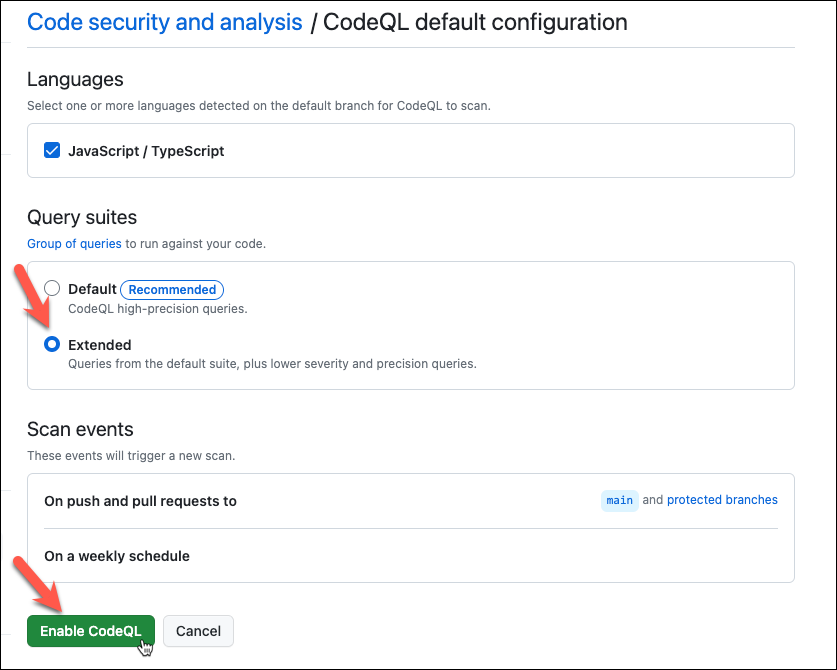 Code security and analysis / CodeQL default configuration
Languages
Select one or more languages detected on the default branch for CodeQL to scan.
JavaScript / TypeScript
Query suites
Group of queries to run against your code.
Default Recommended
CodeQL high-precision queries.
Extended
Queries from the default suite, plus lower severity and precision queries.
Scan events
These events will trigger a new scan.
On push and pull requests to main and protected branches
On a weekly schedule
Enable CodeQL Cancel